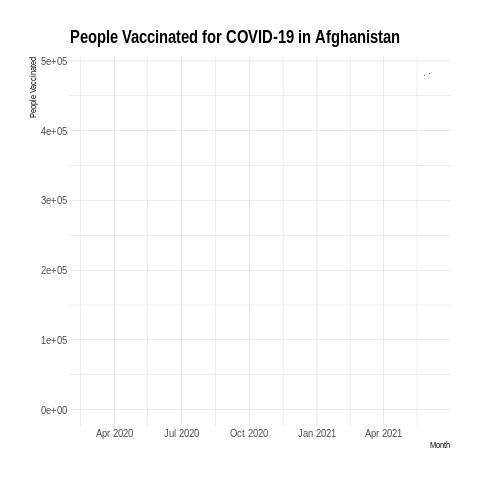 People Vaccinated for COVID-19 in Afghanistan
People Vaccinated
5e+05
4e+05
3e+05
2e+05
1e+05
0e+00
Apr 2020 Jul 2020 Oct 2020 Jan 2021 Apr 2021
Month